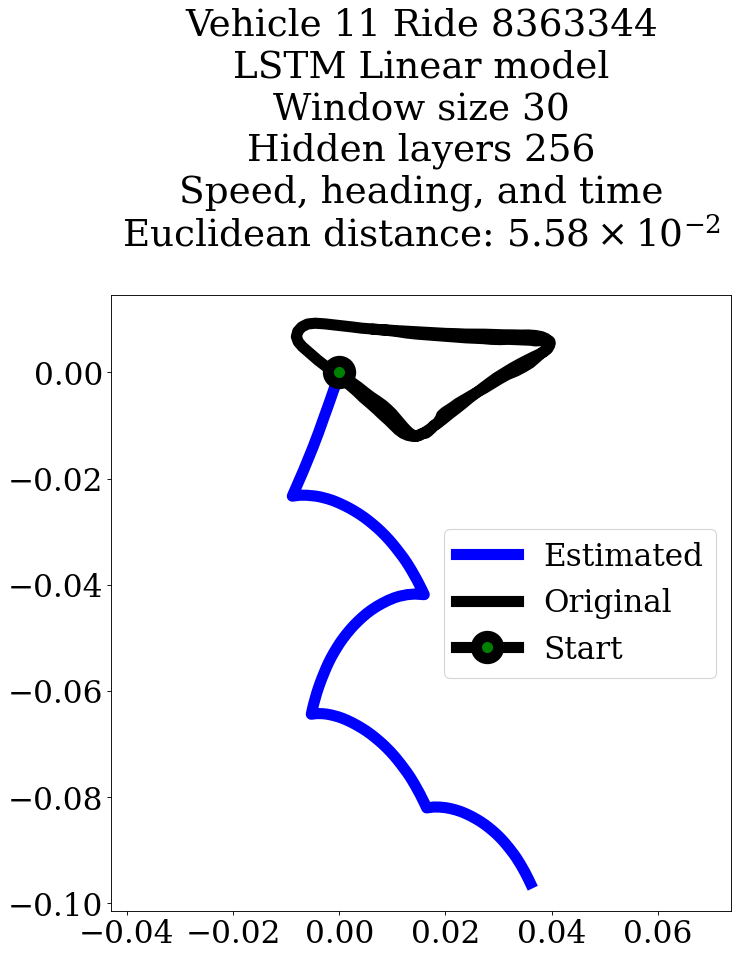 Vehicle 11 Ride 8363344
LSTM Linear model
Window size 30
Hidden layers 256
Speed, heading, and time
Euclidean distance: 5.58 × 10⁻²
0.00
−0.02
−0.04
−0.06
−0.08
−0.10
Estimated
Original
Start
−0.04 −0.02 0.00 0.02 0.04 0.06